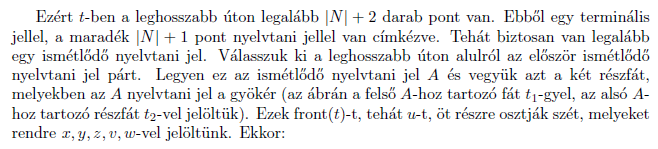 Ezért t-ben a leghosszabb úton legalább |N| + 2 darab pont van. Ebből egy terminális
jellel, a maradék |N| + 1 pont nyelvtani jellel van címkézve. Tehát biztosan van legalább
egy ismétlődő nyelvtani jel. Válasszuk ki a leghosszabb úton alulról az először ismétlődő
nyelvtani jel párt. Legyen ez az ismétlődő nyelvtani jel A és vegyük azt a két részfát,
melyekben az A nyelvtani jel a gyökér (az ábrán a felső A-hoz tartozó fát t₁-gyel, az alsó A-
hoz tartozó részfát t₂-vel jelöltük). Ezek front(t)-t, tehát u-t, öt részre osztják szét, melyeket
rendre x, y, z, v, w-vel jelöltünk. Ekkor: